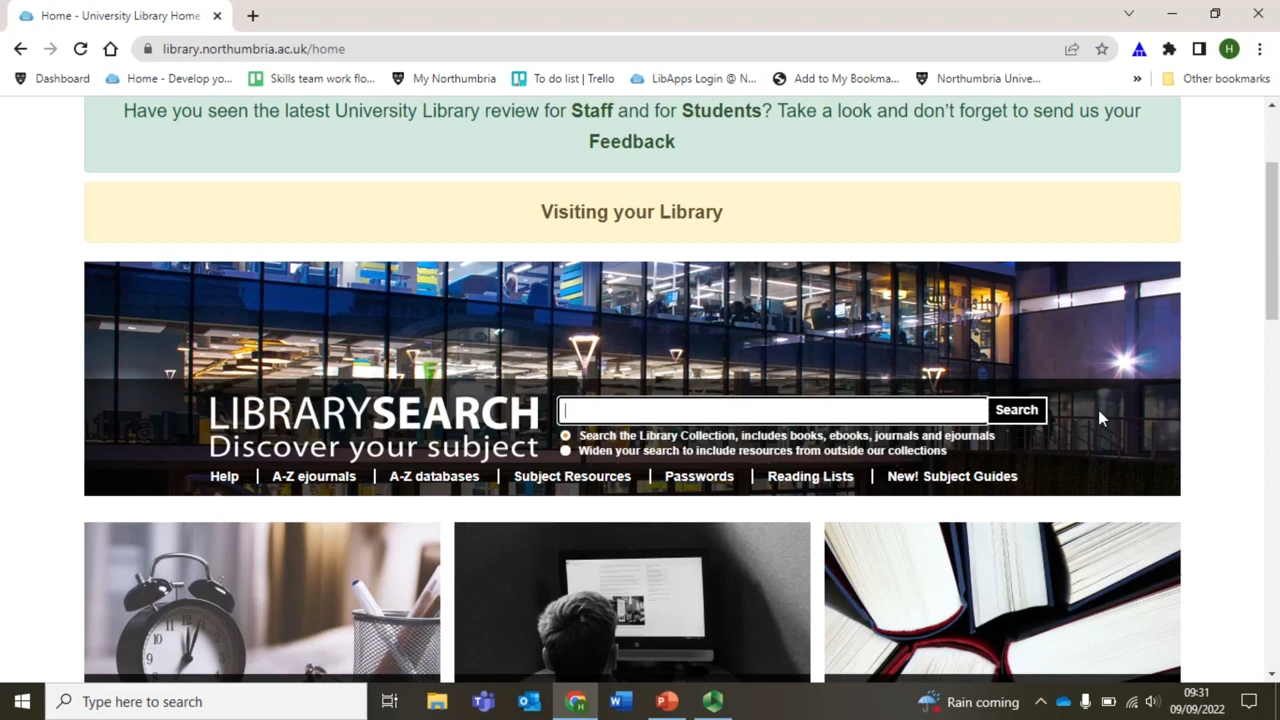 Home - University Library Home
library.northumbria.ac.uk/home
H
Dashboard
Home - Develop yo...
Skills team work flo...
My Northumbria
To do list | Trello
LibApps Login @ N...
Add to My Bookma...
Northumbria Unive...
»
Other bookmarks
Have you seen the latest University Library review for Staff and for Students? Take a look and don't forget to send us your
Feedback
Visiting your Library
LIBRARYSEARCH
Search
Discover your subject
Search the Library Collection, includes books, ebooks, journals and ejournals
Widen your search to include resources from outside our collections
Help | A-Z ejournals | A-Z databases | Subject Resources | Passwords | Reading Lists | New! Subject Guides
Type here to search
Rain coming
09:31
09/09/2022